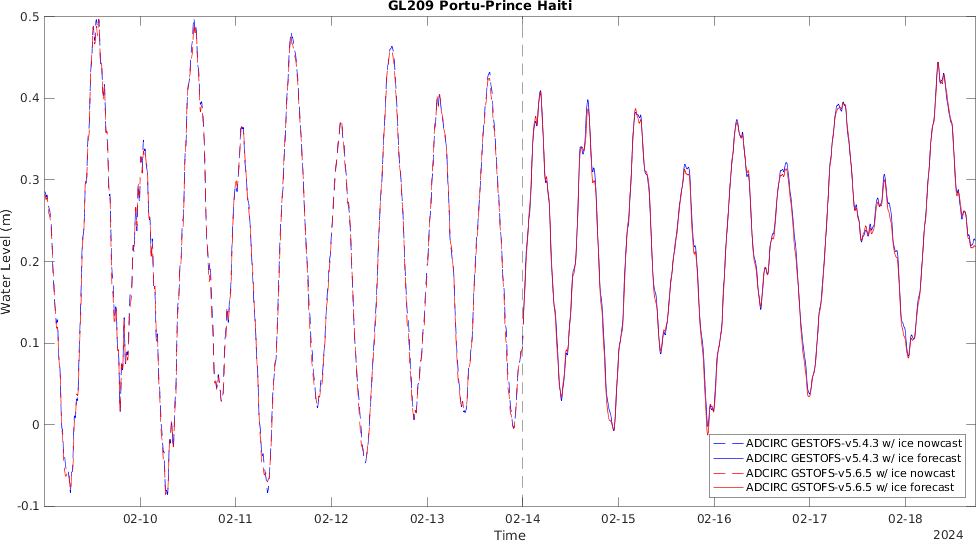 GL209 Portu-Prince Haiti
0.5
0.4
0.3
0.2
0.1
0
-0.1
Water Level (m)
02-10 02-11 02-12 02-13 02-14 02-15 02-16 02-17 02-18
Time
2024
ADCIRC GESTOFS-v5.4.3 w/ ice nowcast
ADCIRC GESTOFS-v5.4.3 w/ ice forecast
ADCIRC GSTOFS-v5.6.5 w/ ice nowcast
ADCIRC GSTOFS-v5.6.5 w/ ice forecast